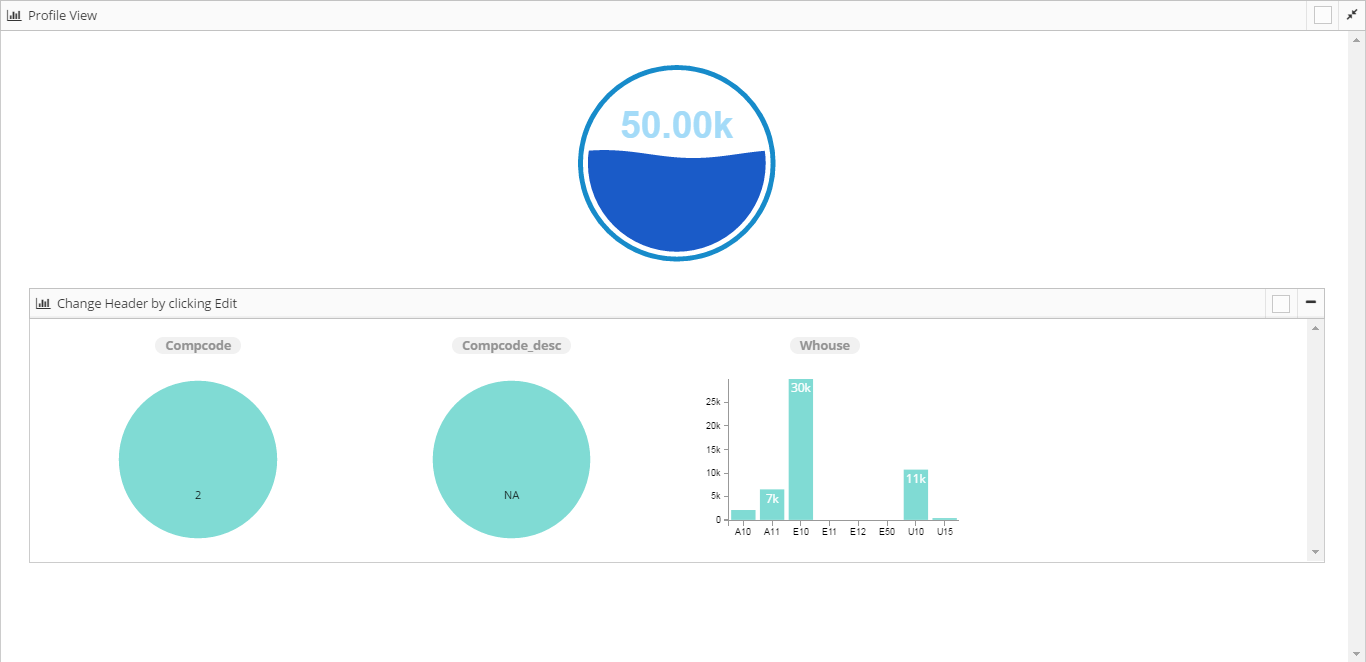 Profile View
50.00k
Change Header by clicking Edit
Compcode
Compcode_desc
Whouse
2
NA
25k
20k
15k
10k
5k
0
30k
7k
11k
A10 A11 E10 E11 E12 E50 U10 U15